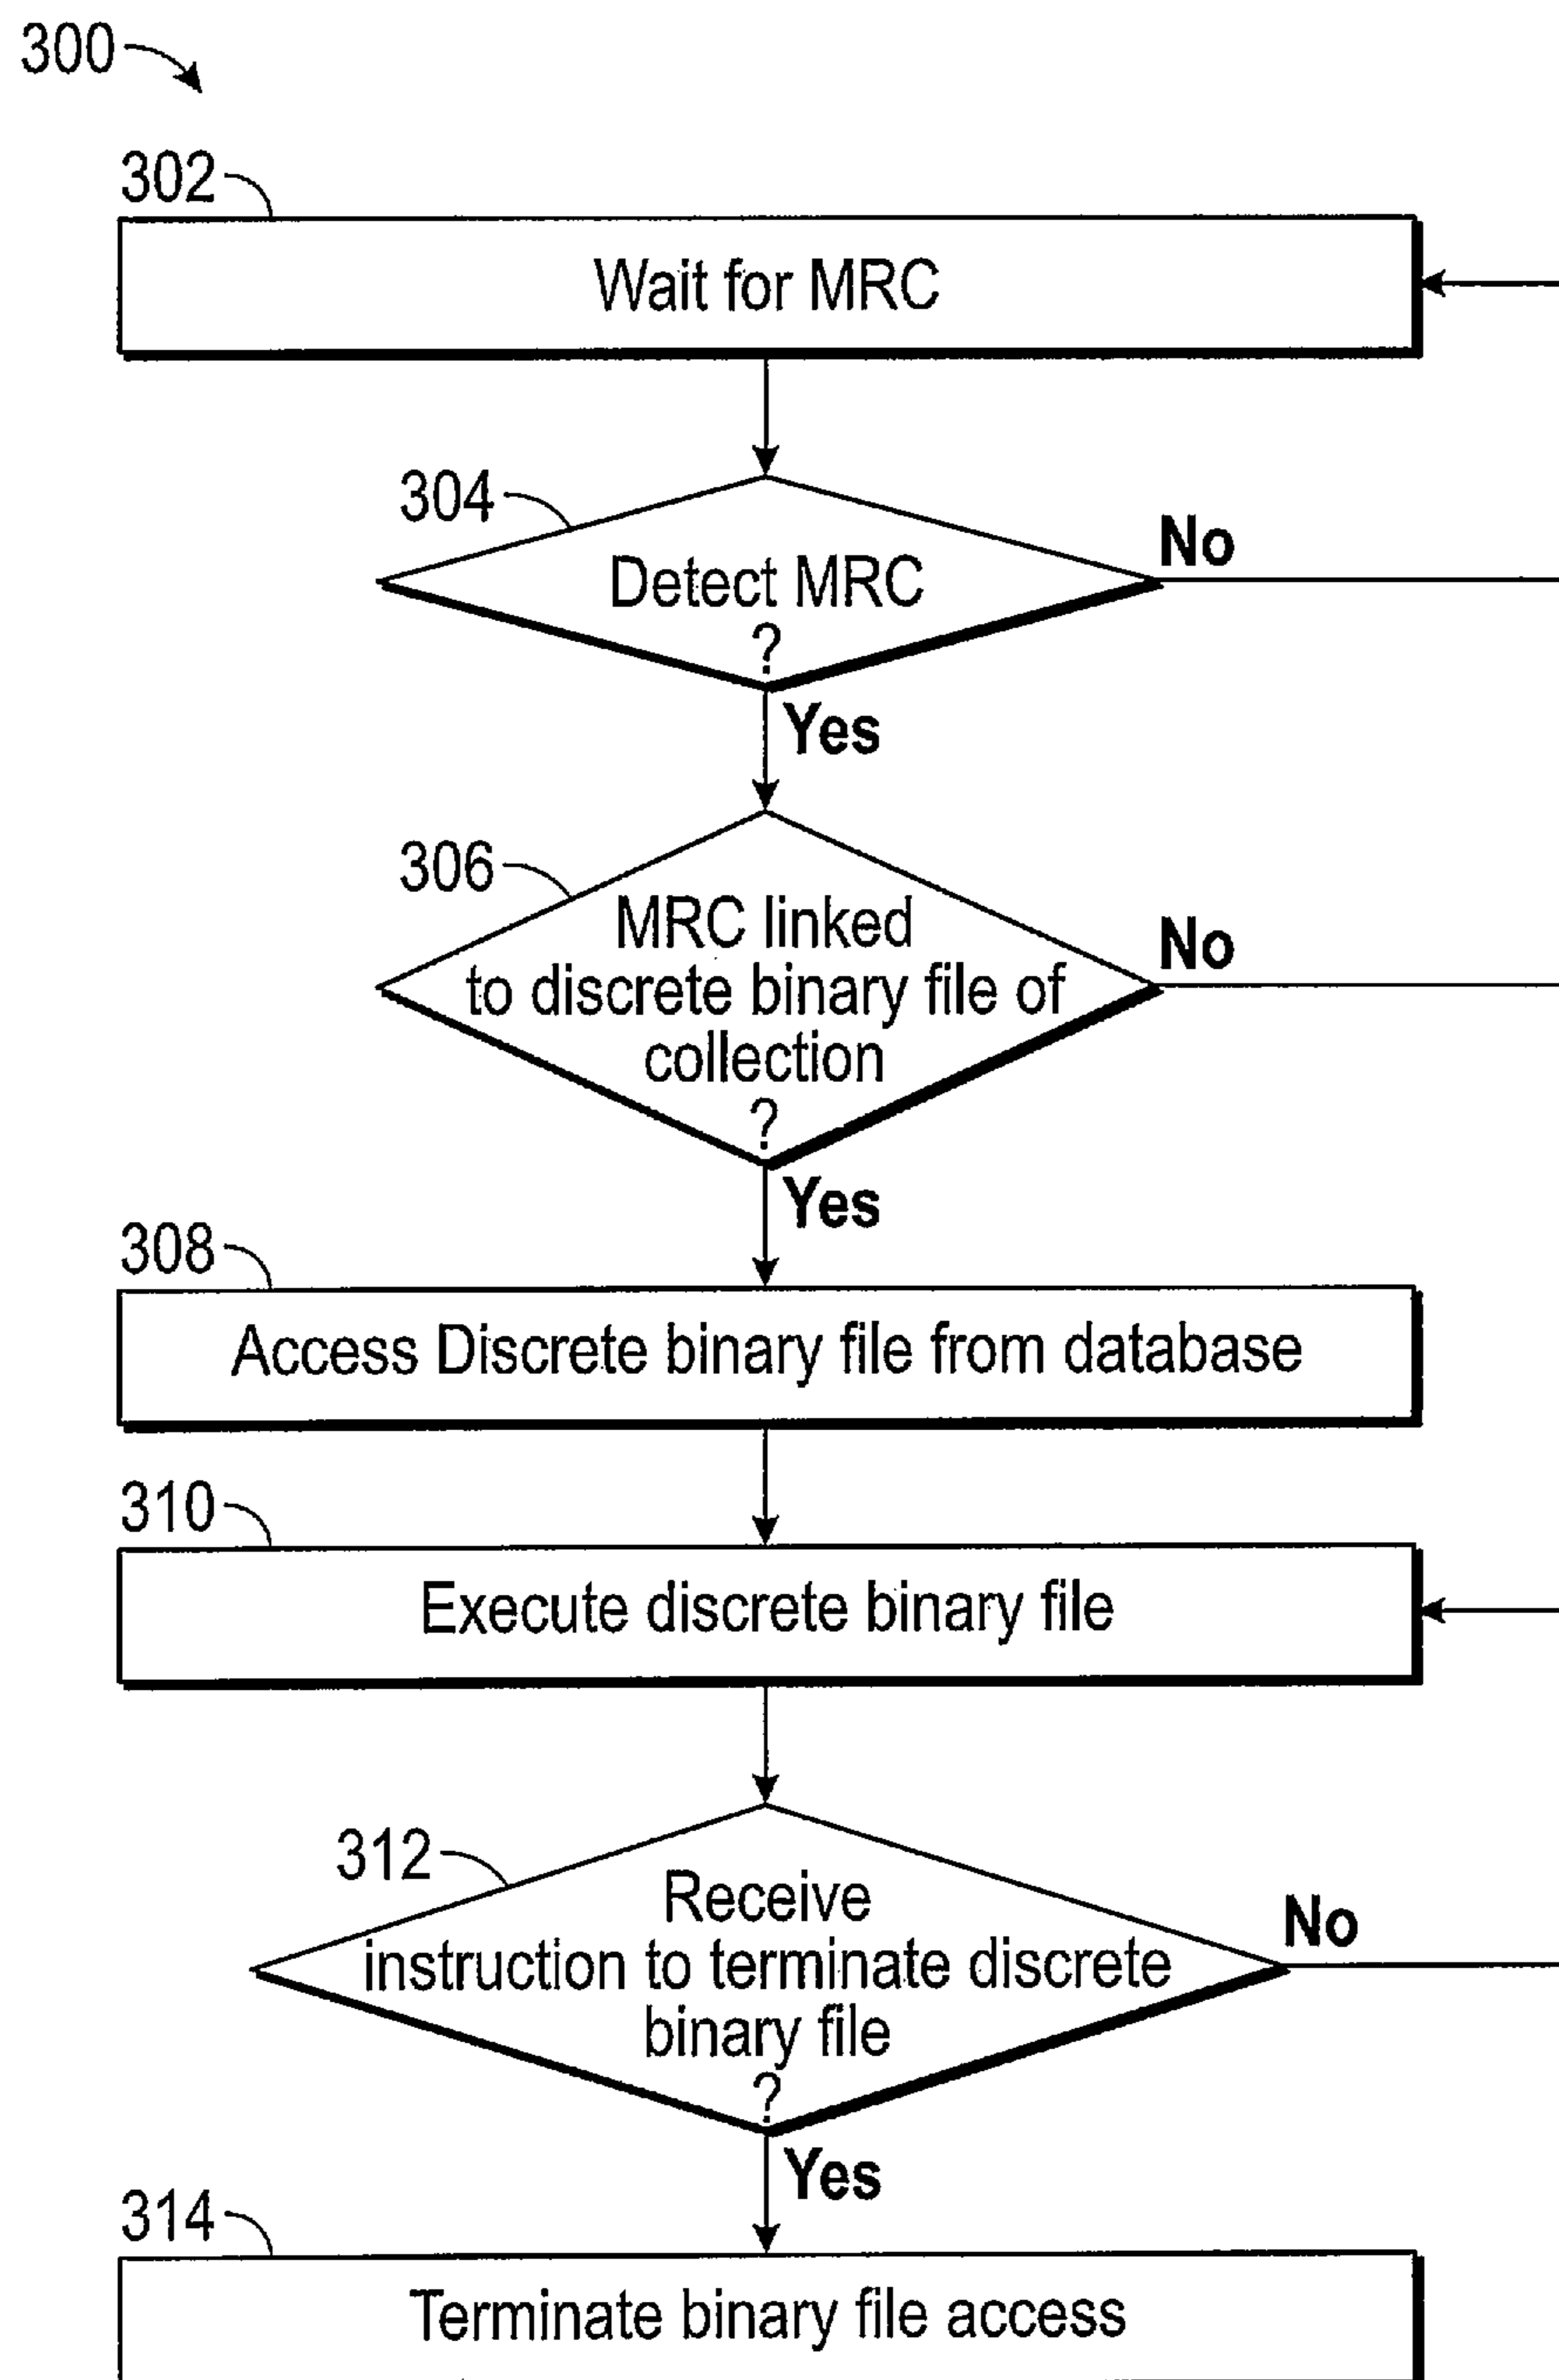 300
302
Wait for MRC
304
Detect MRC
?
No
Yes
306
MRC linked
to discrete binary file of
collection
?
No
Yes
308
Access Discrete binary file from database
310
Execute discrete binary file
312
Receive
instruction to terminate discrete
binary file
?
No
Yes
314
Terminate binary file access